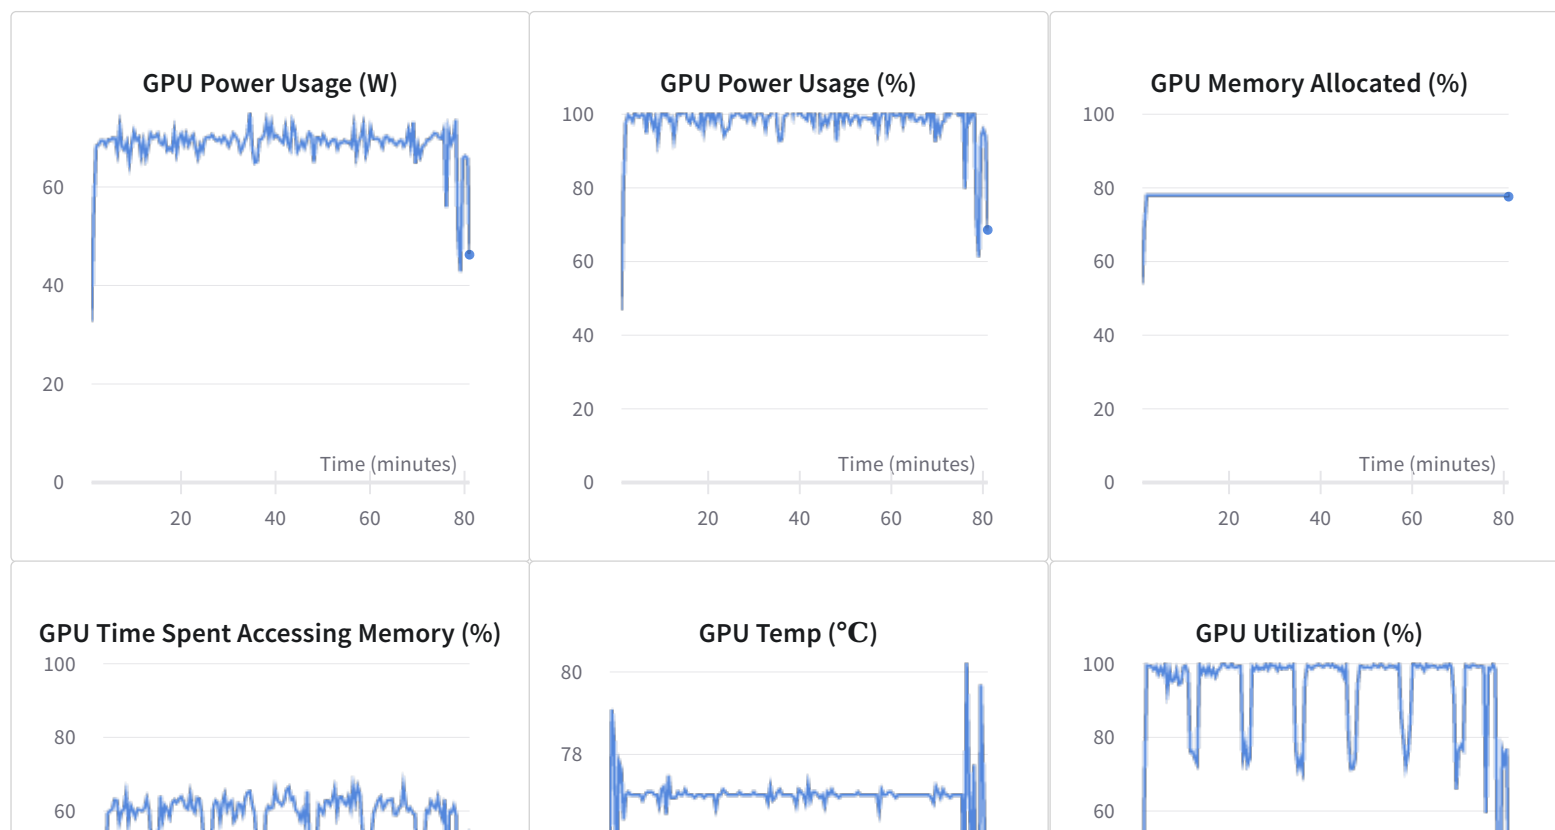 GPU Power Usage (W)
60
40
20
0
Time (minutes)
20 40 60 80
GPU Power Usage (%)
100
80
60
40
20
0
Time (minutes)
20 40 60 80
GPU Memory Allocated (%)
100
80
60
40
20
0
Time (minutes)
20 40 60 80
GPU Time Spent Accessing Memory (%)
100
80
60
GPU Temp (℃)
80
78
GPU Utilization (%)
100
80
60